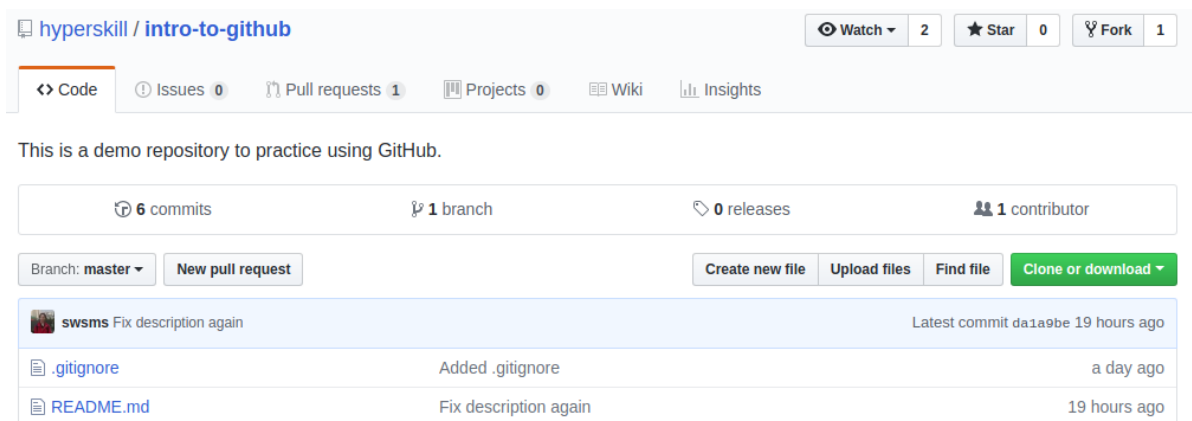 hyperskill / intro-to-github Watch 2 Star 0 Fork 1
<> Code Issues 0 Pull requests 1 Projects 0 Wiki Insights
This is a demo repository to practice using GitHub.
6 commits 1 branch 0 releases 1 contributor
Branch: master New pull request Create new file Upload files Find file Clone or download
swsms Fix description again Latest commit da1a9be 19 hours ago
.gitignore Added .gitignore a day ago
README.md Fix description again 19 hours ago